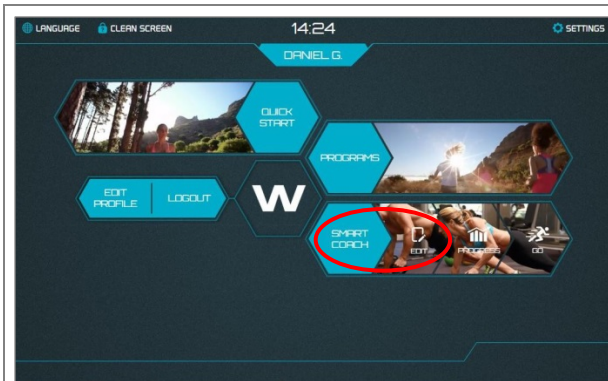 LANGUAGE CLEAN SCREEN 14:24 SETTINGS
DANIEL G.
QUICK
START
PROGRAMS
EDIT
PROFILE
LOGOUT
W
SMART
COACH
EDIT
PROGRESS
GO